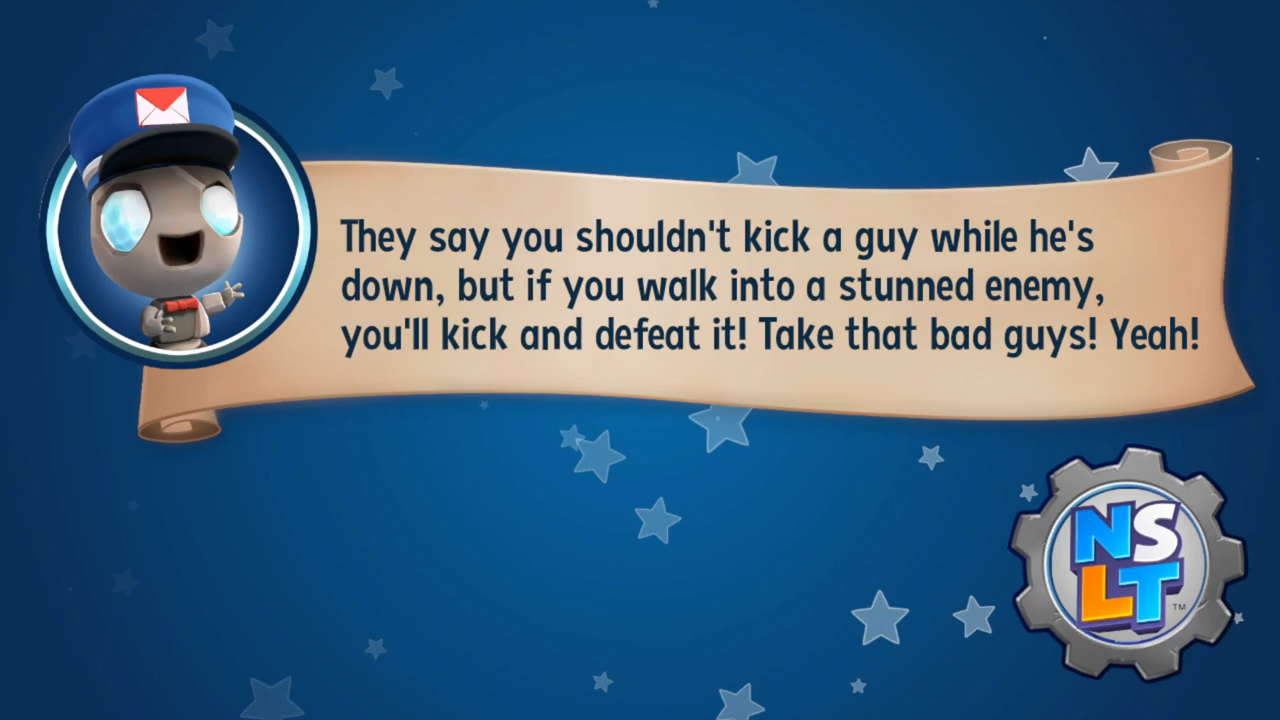 They say you shouldn't kick a guy while he's
down, but if you walk into a stunned enemy,
you'll kick and defeat it! Take that bad guys! Yeah!
NS
LT
TM